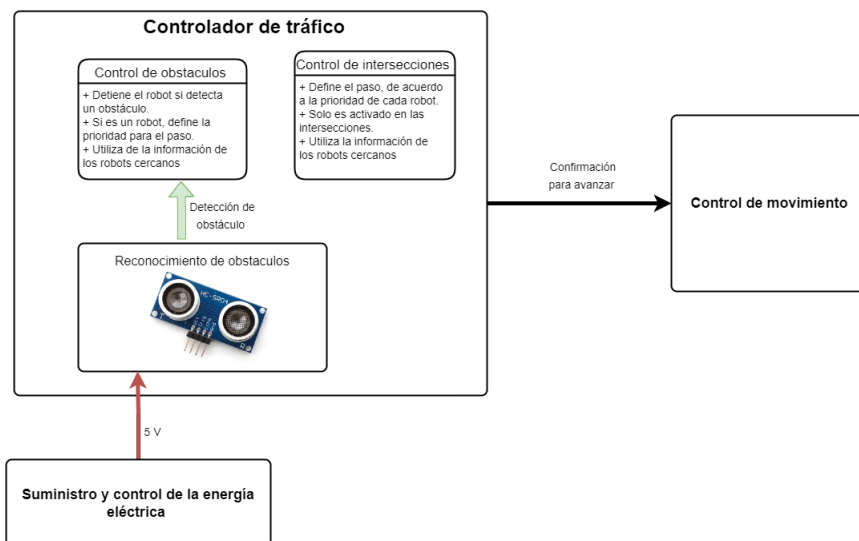 Controlador de tráfico
Control de obstaculos
+ Detiene el robot si detecta
un obstáculo.
+ Si es un robot, define la
prioridad para el paso.
+ Utiliza de la información de
los robots cercanos
Control de intersecciones
+ Define el paso, de acuerdo
a la prioridad de cada robot.
+ Solo es activado en las
intersecciones.
+ Utiliza la información de
los robots cercanos
Detección de
obstáculo
Reconocimiento de obstaculos
HC-SR04
T
R
Confirmación
para avanzar
Control de movimiento
5 V
Suministro y control de la energía
eléctrica